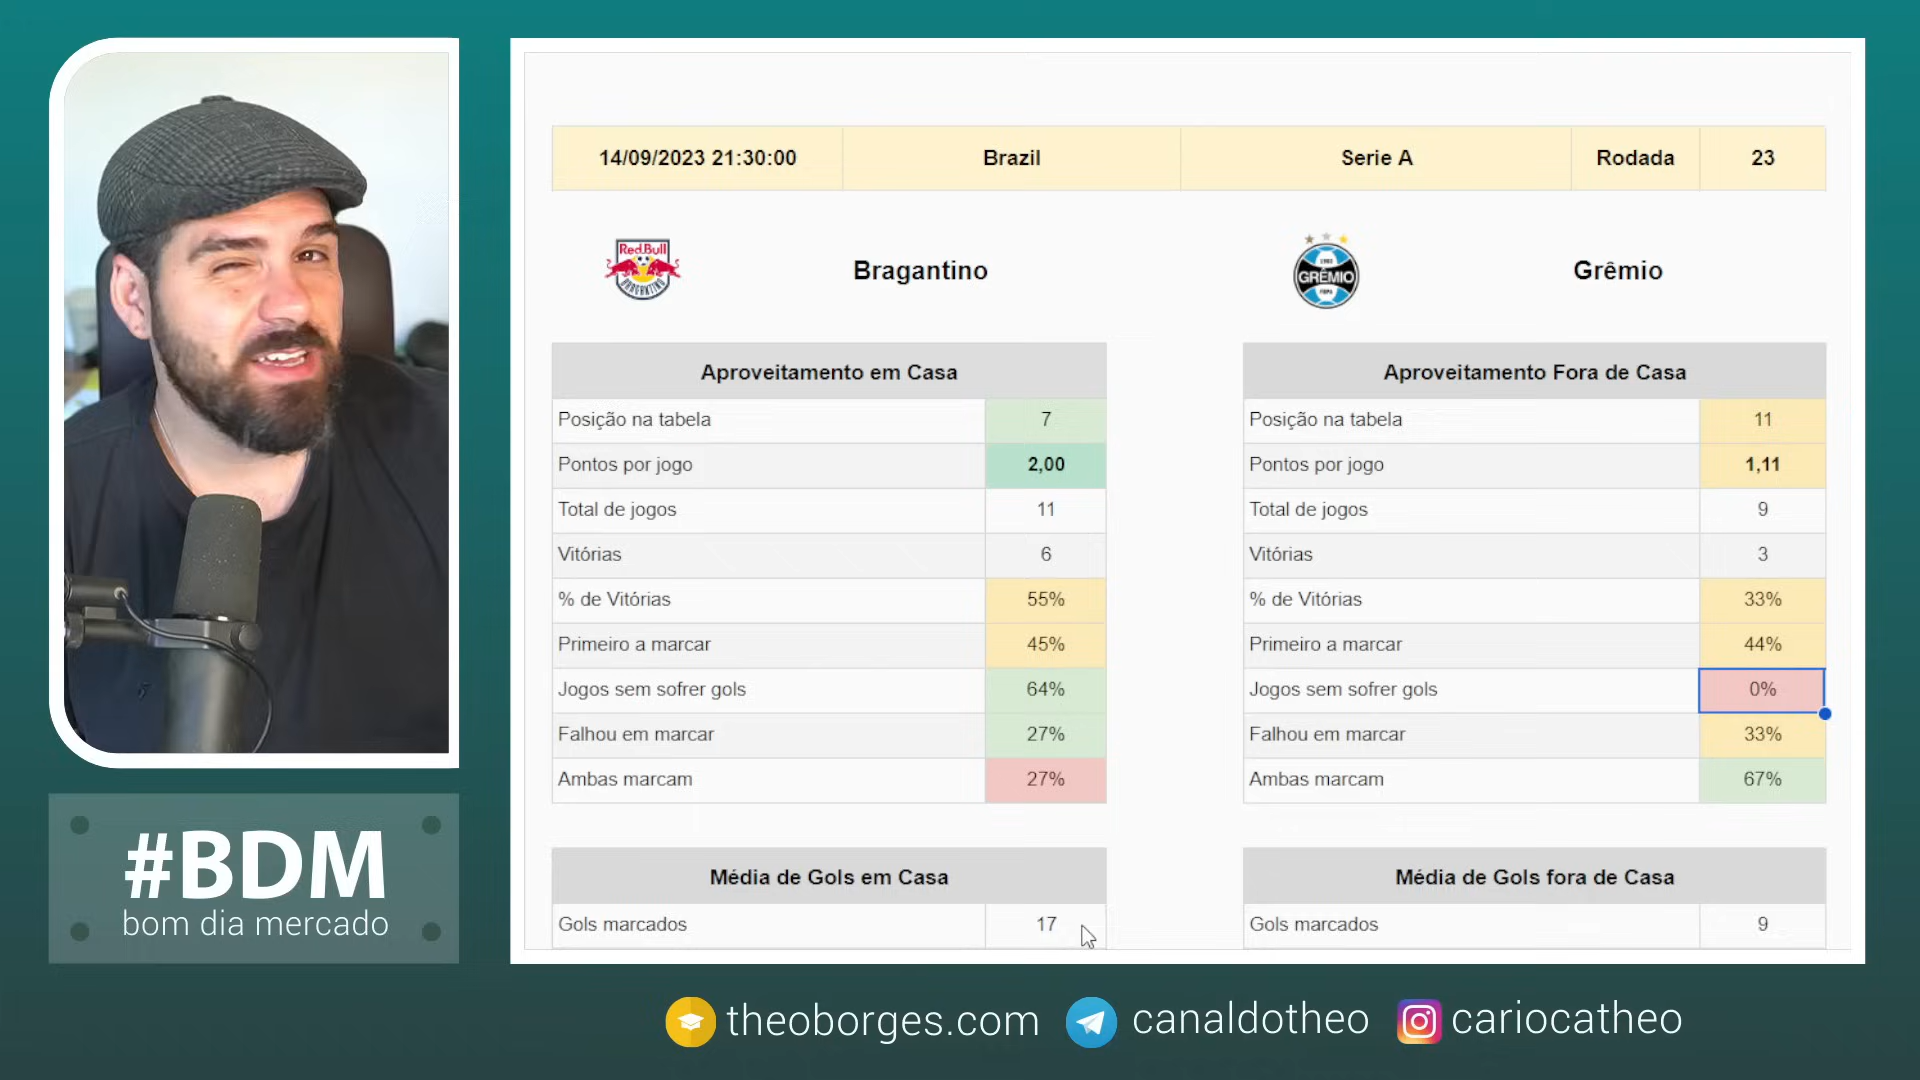 14/09/2023 21:30:00 Brazil Serie A Rodada 23
Red Bull
BRAGANTINO
Bragantino
GRÊMIO
Grêmio
Aproveitamento em Casa
Posição na tabela 7
Pontos por jogo 2,00
Total de jogos 11
Vitórias 6
% de Vitórias 55%
Primeiro a marcar 45%
Jogos sem sofrer gols 64%
Falhou em marcar 27%
Ambas marcam 27%
Aproveitamento Fora de Casa
Posição na tabela 11
Pontos por jogo 1,11
Total de jogos 9
Vitórias 3
% de Vitórias 33%
Primeiro a marcar 44%
Jogos sem sofrer gols 0%
Falhou em marcar 33%
Ambas marcam 67%
Média de Gols em Casa
Gols marcados 17
Média de Gols fora de Casa
Gols marcados 9
#BDM
bom dia mercado
theoborges.com canaldotheo cariocatheo